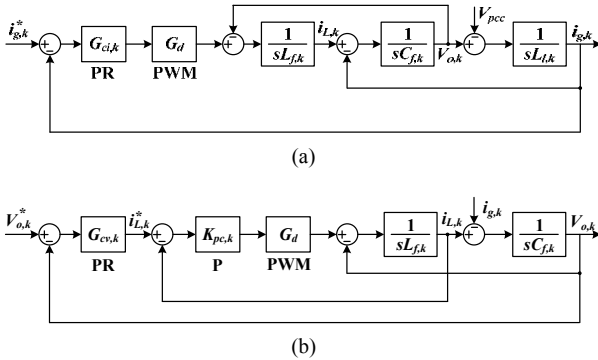 i*g,k
Gci,k
PR
Gd
PWM
1
sLf,k
iL,k
1
sCf,k
Vo,k
Vpcc
1
sLl,k
ig,k
(a)
V*o,k
Gcv,k
PR
i*L,k
Kpc,k
P
Gd
PWM
1
sLf,k
iL,k
ig,k
1
sCf,k
Vo,k
(b)